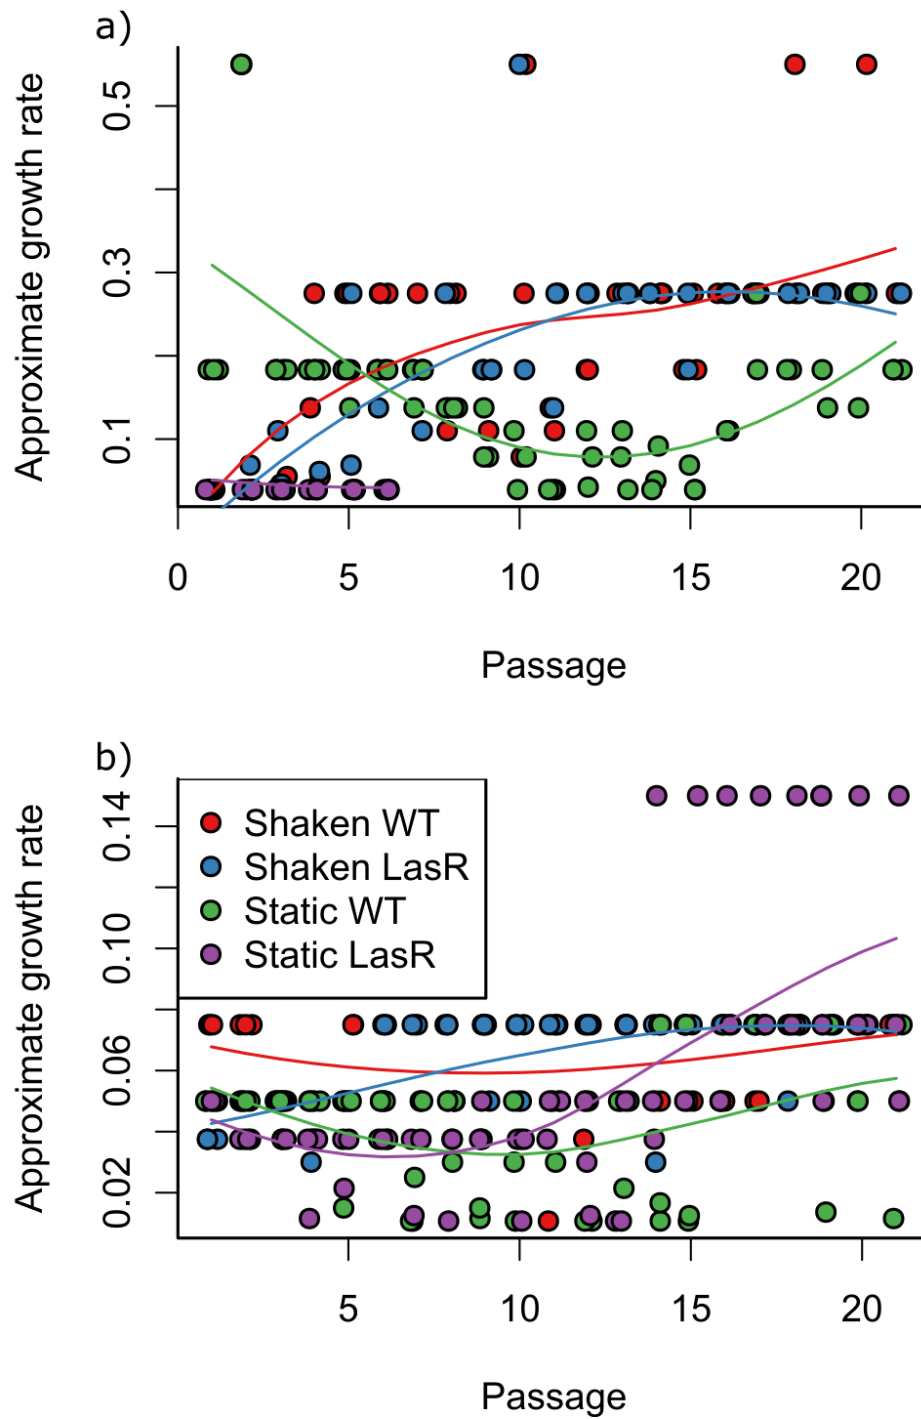 a)
Approximate growth rate
0.5
0.3
0.1
0 5 10 15 20
Passage
b)
Approximate growth rate
0.14
0.10
0.06
0.02
Shaken WT
Shaken LasR
Static WT
Static LasR
5 10 15 20
Passage